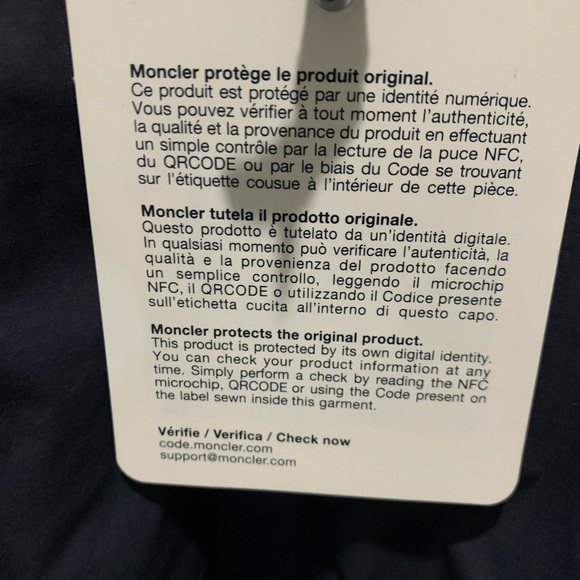 Moncler protège le produit original.
Ce produit est protégé par une identité numérique.
Vous pouvez vérifier à tout moment l'authenticité,
la qualité et la provenance du produit en effectuant
un simple contrôle par la lecture de la puce NFC,
du QRCODE ou par le biais du Code se trouvant
sur l'étiquette cousue à l'intérieur de cette pièce.
Moncler tutela il prodotto originale.
Questo prodotto è tutelato da un'identità digitale.
In qualsiasi momento può verificare l'autenticità, la
qualità e la provenienza del prodotto facendo
un semplice controllo, leggendo il microchip
NFC, il QRCODE o utilizzando il Codice presente
sull'etichetta cucita all'interno di questo capo.
Moncler protects the original product.
This product is protected by its own digital identity.
You can check your product information at any
time. Simply perform a check by reading the NFC
microchip, QRCODE or using the Code present on
the label sewn inside this garment.
Vérifie / Verifica / Check now
code.moncler.com
support@moncler.com